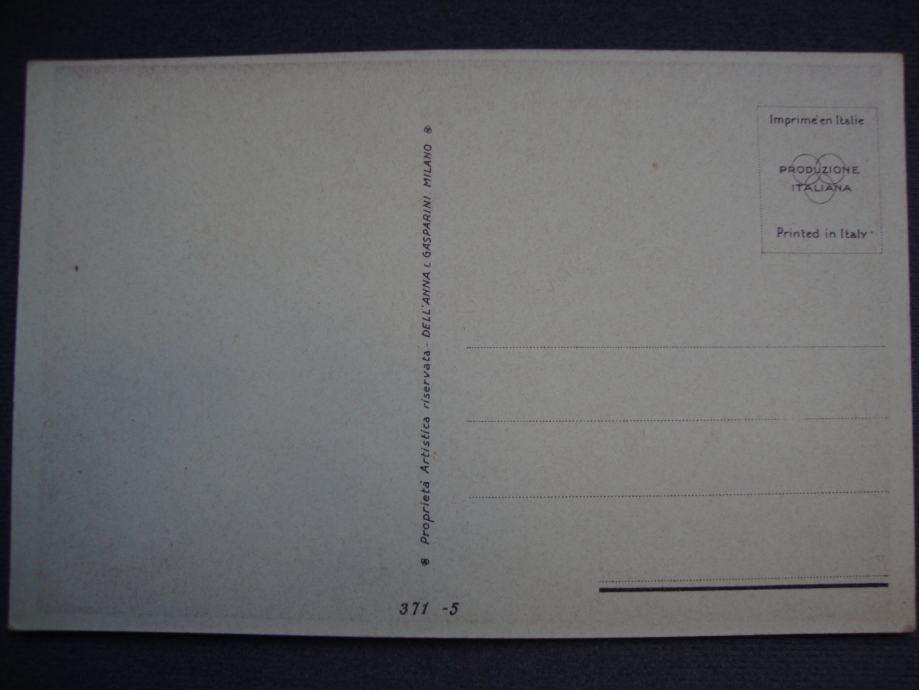 Imprimé en Italie
PRODUZIONE
ITALIANA
Printed in Italy
® Proprietà Artistica riservata - DELL'ANNA & GASPARINI. MILANO ®
371 -5